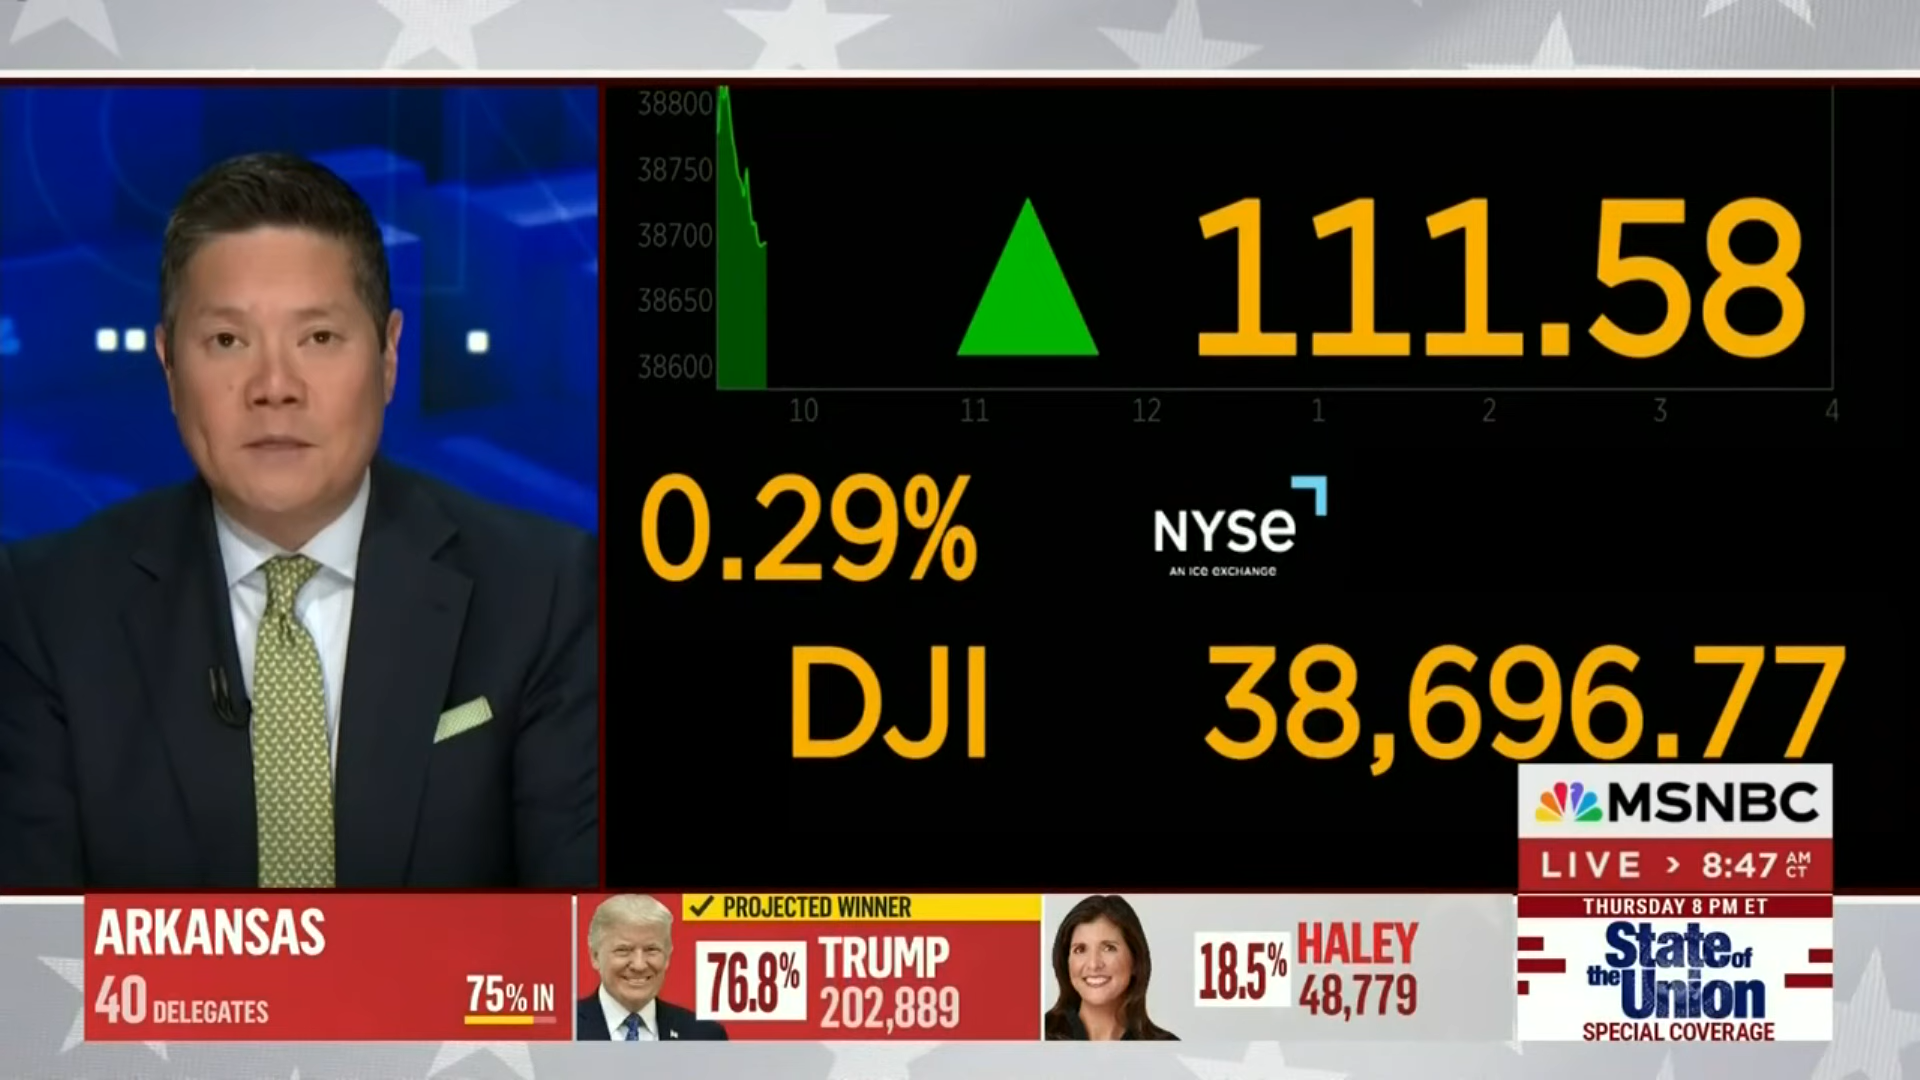 38800
38750
38700
38650
38600
111.58
10 11 12 1 2 3 4
0.29%
NYSE
AN ICE EXCHANGE
DJI 38,696.77
MSNBC
LIVE > 8:47 AM CT
ARKANSAS
40 DELEGATES
75% IN
PROJECTED WINNER
76.8% TRUMP
202,889
18.5% HALEY
48,779
THURSDAY 8 PM ET
State of
the Union
SPECIAL COVERAGE